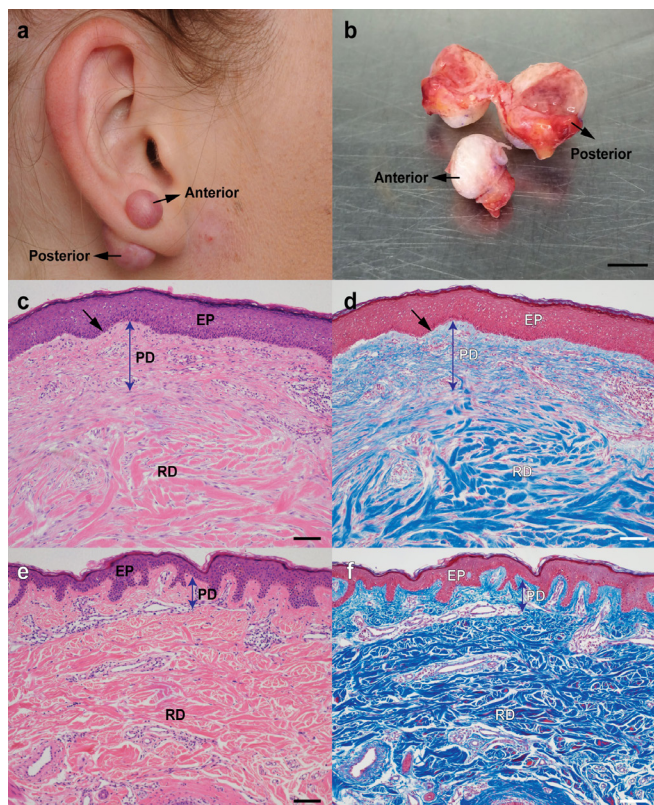 a
Anterior
Posterior
b
Anterior
Posterior
c
EP
PD
RD
d
EP
PD
RD
e
EP
PD
RD
f
EP
PD
RD